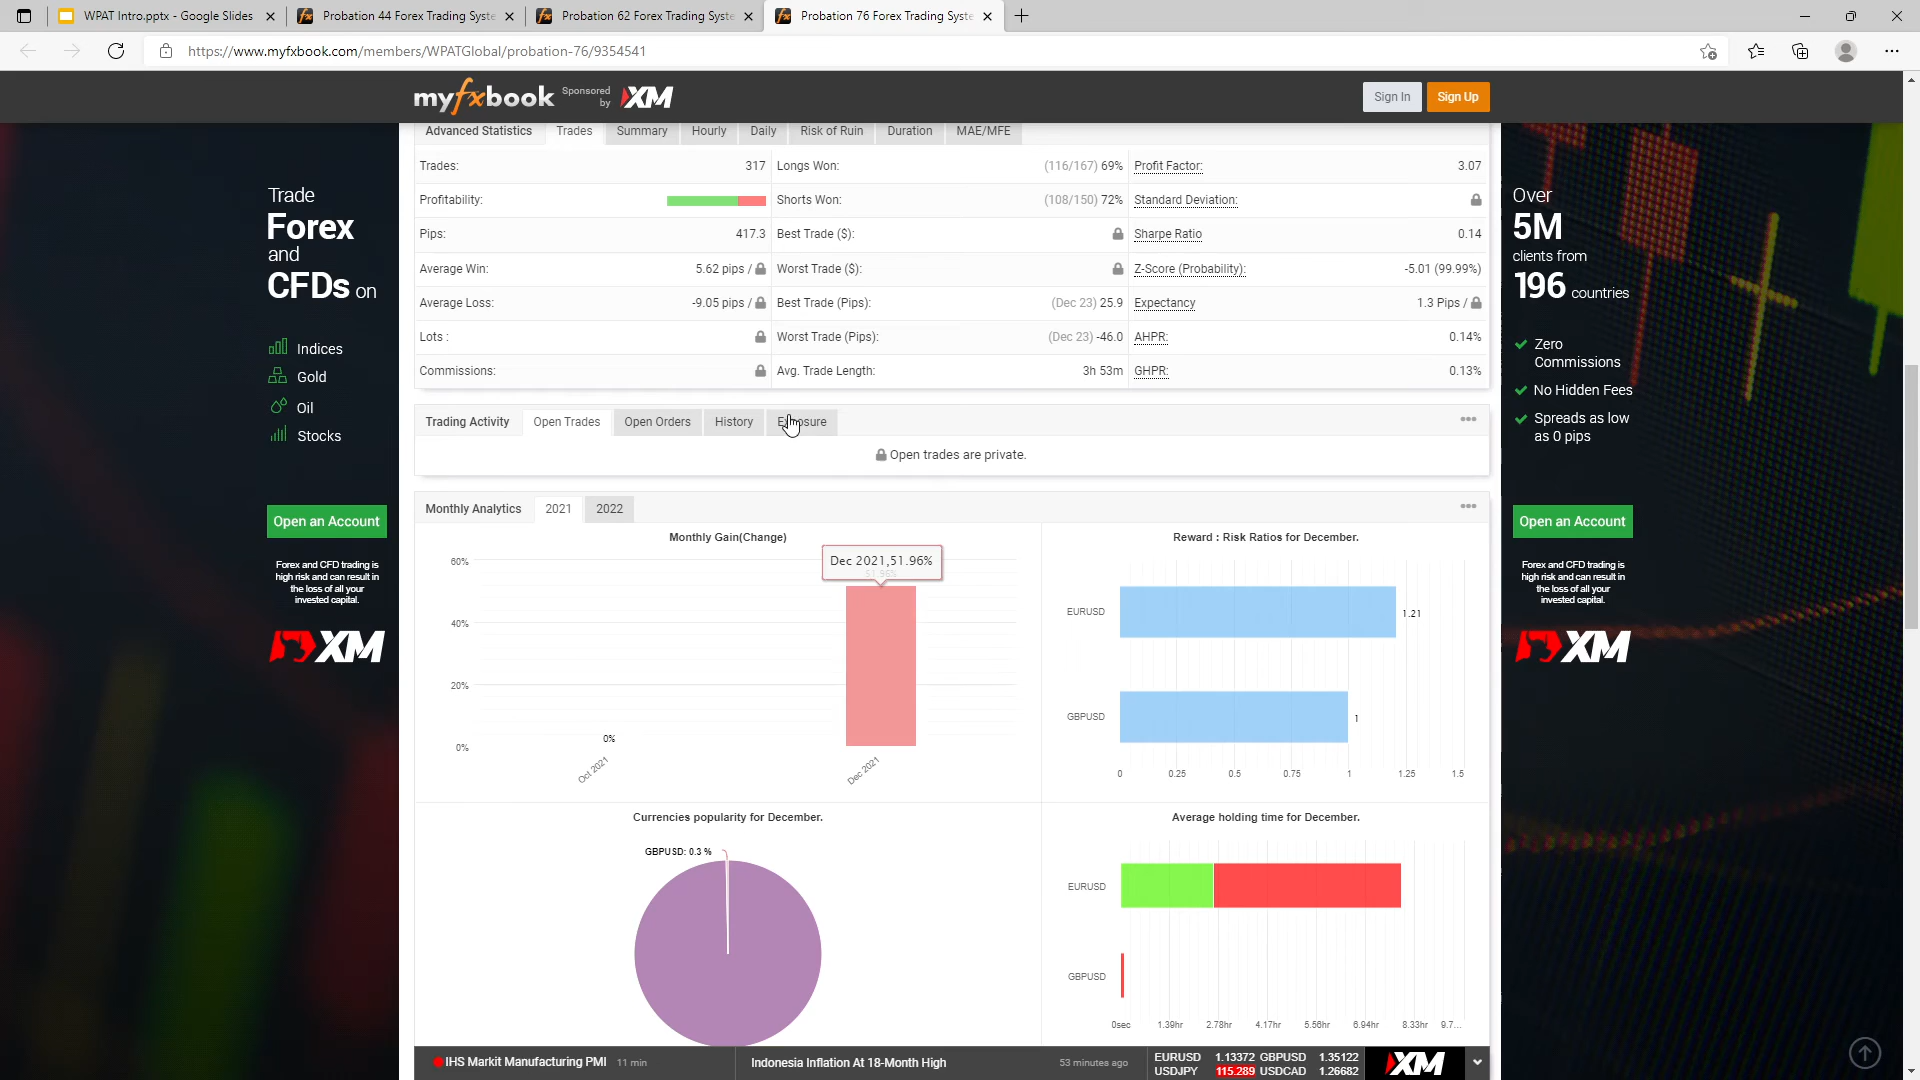 WPAT Intro.pptx - Google Slides
Probation 44 Forex Trading Syste
Probation 62 Forex Trading Syste
Probation 76 Forex Trading Syste
https://www.myfxbook.com/members/WPATGlobal/probation-76/9354541
myfxbook Sponsored by XM
Sign In
Sign Up
Advanced Statistics Trades Summary Hourly Daily Risk of Ruin Duration MAE/MFE
Trades: 317 Longs Won: (116/167) 69% Profit Factor: 3.07
Profitability: Shorts Won: (108/150) 72% Standard Deviation:
Pips: 417.3 Best Trade ($): Sharpe Ratio 0.14
Average Win: 5.62 pips / Worst Trade ($): Z-Score (Probability): -5.01 (99.99%)
Average Loss: -9.05 pips / Best Trade (Pips): (Dec 23) 25.9 Expectancy 1.3 Pips /
Lots : Worst Trade (Pips): (Dec 23) -46.0 AHPR: 0.14%
Commissions: Avg. Trade Length: 3h 53m GHPR: 0.13%
Trading Activity Open Trades Open Orders History Exposure
Open trades are private.
Monthly Analytics 2021 2022
Monthly Gain(Change)
Dec 2021,51.96%
51.96%
60%
40%
20%
0%
0%
Oct 2021
Dec 2021
Reward : Risk Ratios for December.
EURUSD
1.21
GBPUSD
1
0 0.25 0.5 0.75 1 1.25 1.5
Currencies popularity for December.
GBPUSD: 0.3 %
Average holding time for December.
EURUSD
GBPUSD
0sec 1.39hr 2.78hr 4.17hr 5.56hr 6.94hr 8.33hr 9.7...
Trade
Forex
and
CFDs on
Indices
Gold
Oil
Stocks
Open an Account
Forex and CFD trading is
high risk and can result in
the loss of all your
invested capital.
XM
Over
5M
clients from
196 countries
Zero
Commissions
No Hidden Fees
Spreads as low
as 0 pips
Open an Account
Forex and CFD trading is
high risk and can result in
the loss of all your
invested capital.
XM
IHS Markit Manufacturing PMI 11 min
Indonesia Inflation At 18-Month High 53 minutes ago
EURUSD 1.13372 GBPUSD 1.35122
USDJPY 115.289 USDCAD 1.26682
XM